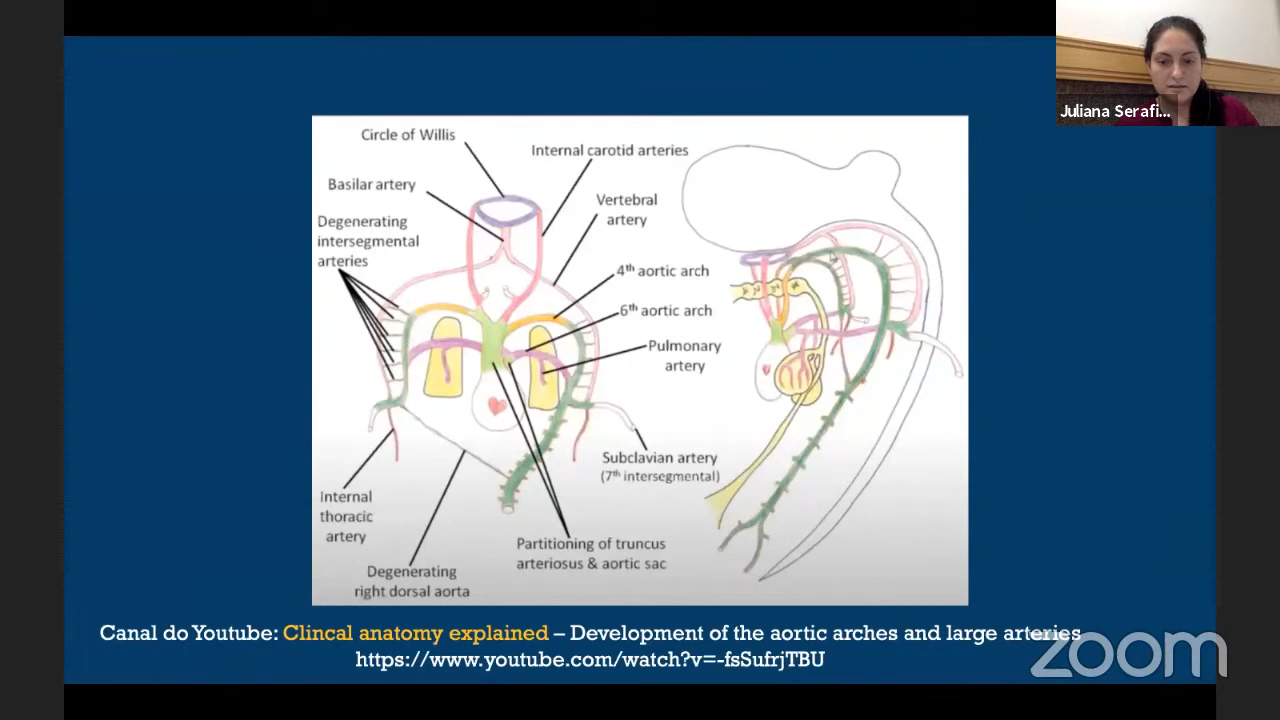 Juliana Serafi...
Circle of Willis
Internal carotid arteries
Basilar artery
Vertebral
artery
Degenerating
intersegmental
arteries
4th aortic arch
6th aortic arch
Pulmonary
artery
Subclavian artery
(7th intersegmental)
Internal
thoracic
artery
Partitioning of truncus
arteriosus & aortic sac
Degenerating
right dorsal aorta
Canal do Youtube: Clincal anatomy explained – Development of the aortic arches and large arteries
https://www.youtube.com/watch?v=-fsSufrjTBU
zoom